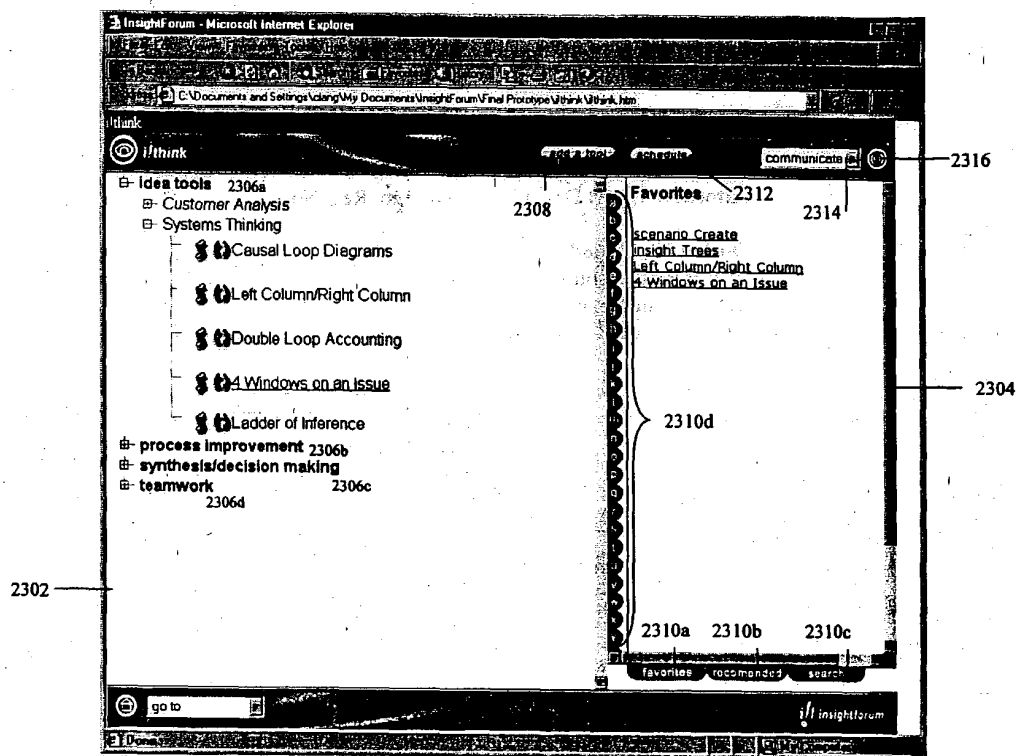 InsightForum - Microsoft Internet Explorer
C:\Documents and Settings\clang\My Documents\InsightForum\Final Prototype\ithink\ithink.htm
i!think
i!think
add a tool
schedule
communicate
2316
idea tools 2306a
2308
Favorites
2312
2314
Customer Analysis
Systems Thinking
scenario Create
insight Trees
Left Column/Right Column
4 Windows on an Issue
Causal Loop Diagrams
Left Column/Right Column
Double Loop Accounting
4 Windows on an Issue
2304
Ladder of Inference
2310d
process improvement 2306b
synthesis/decision making
teamwork
2306c
2306d
2302
2310a
2310b
2310c
favorites
recomended
search
go to
i!i insightforum